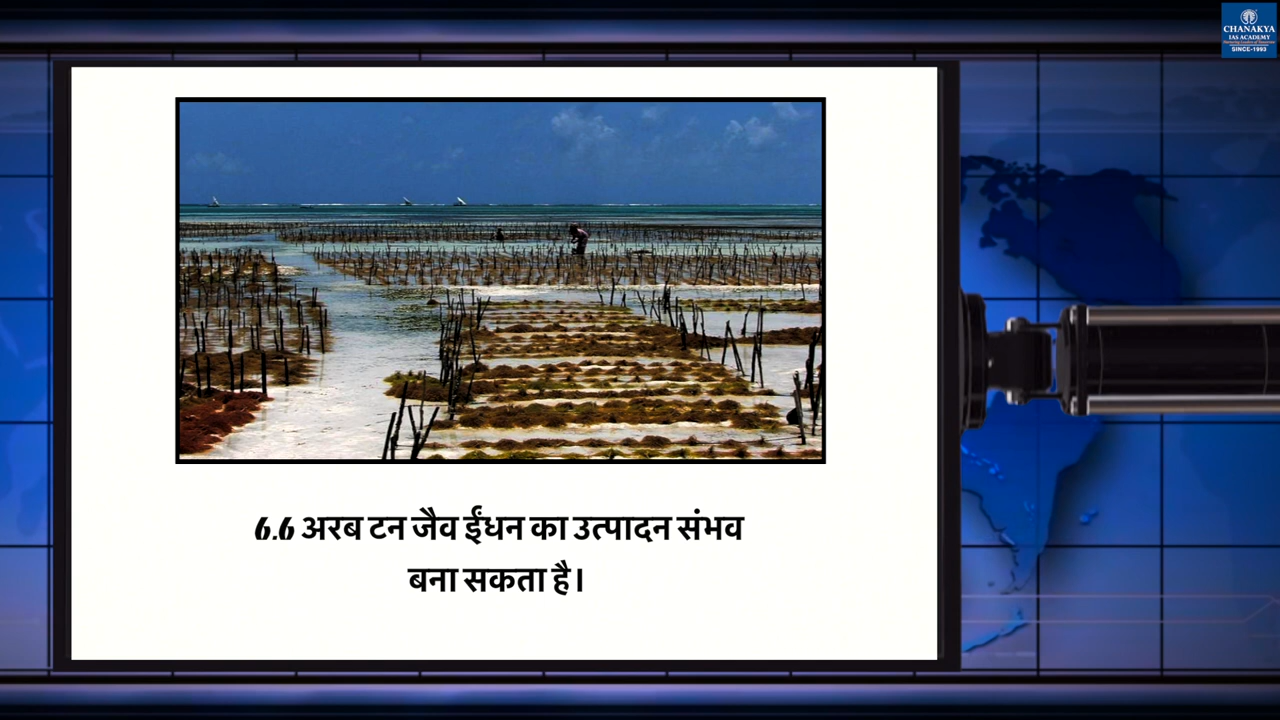 CHANAKYA
IAS ACADEMY
SINCE-1993
6.6 अरब टन जैव ईंधन का उत्पादन संभव
बना सकता है।